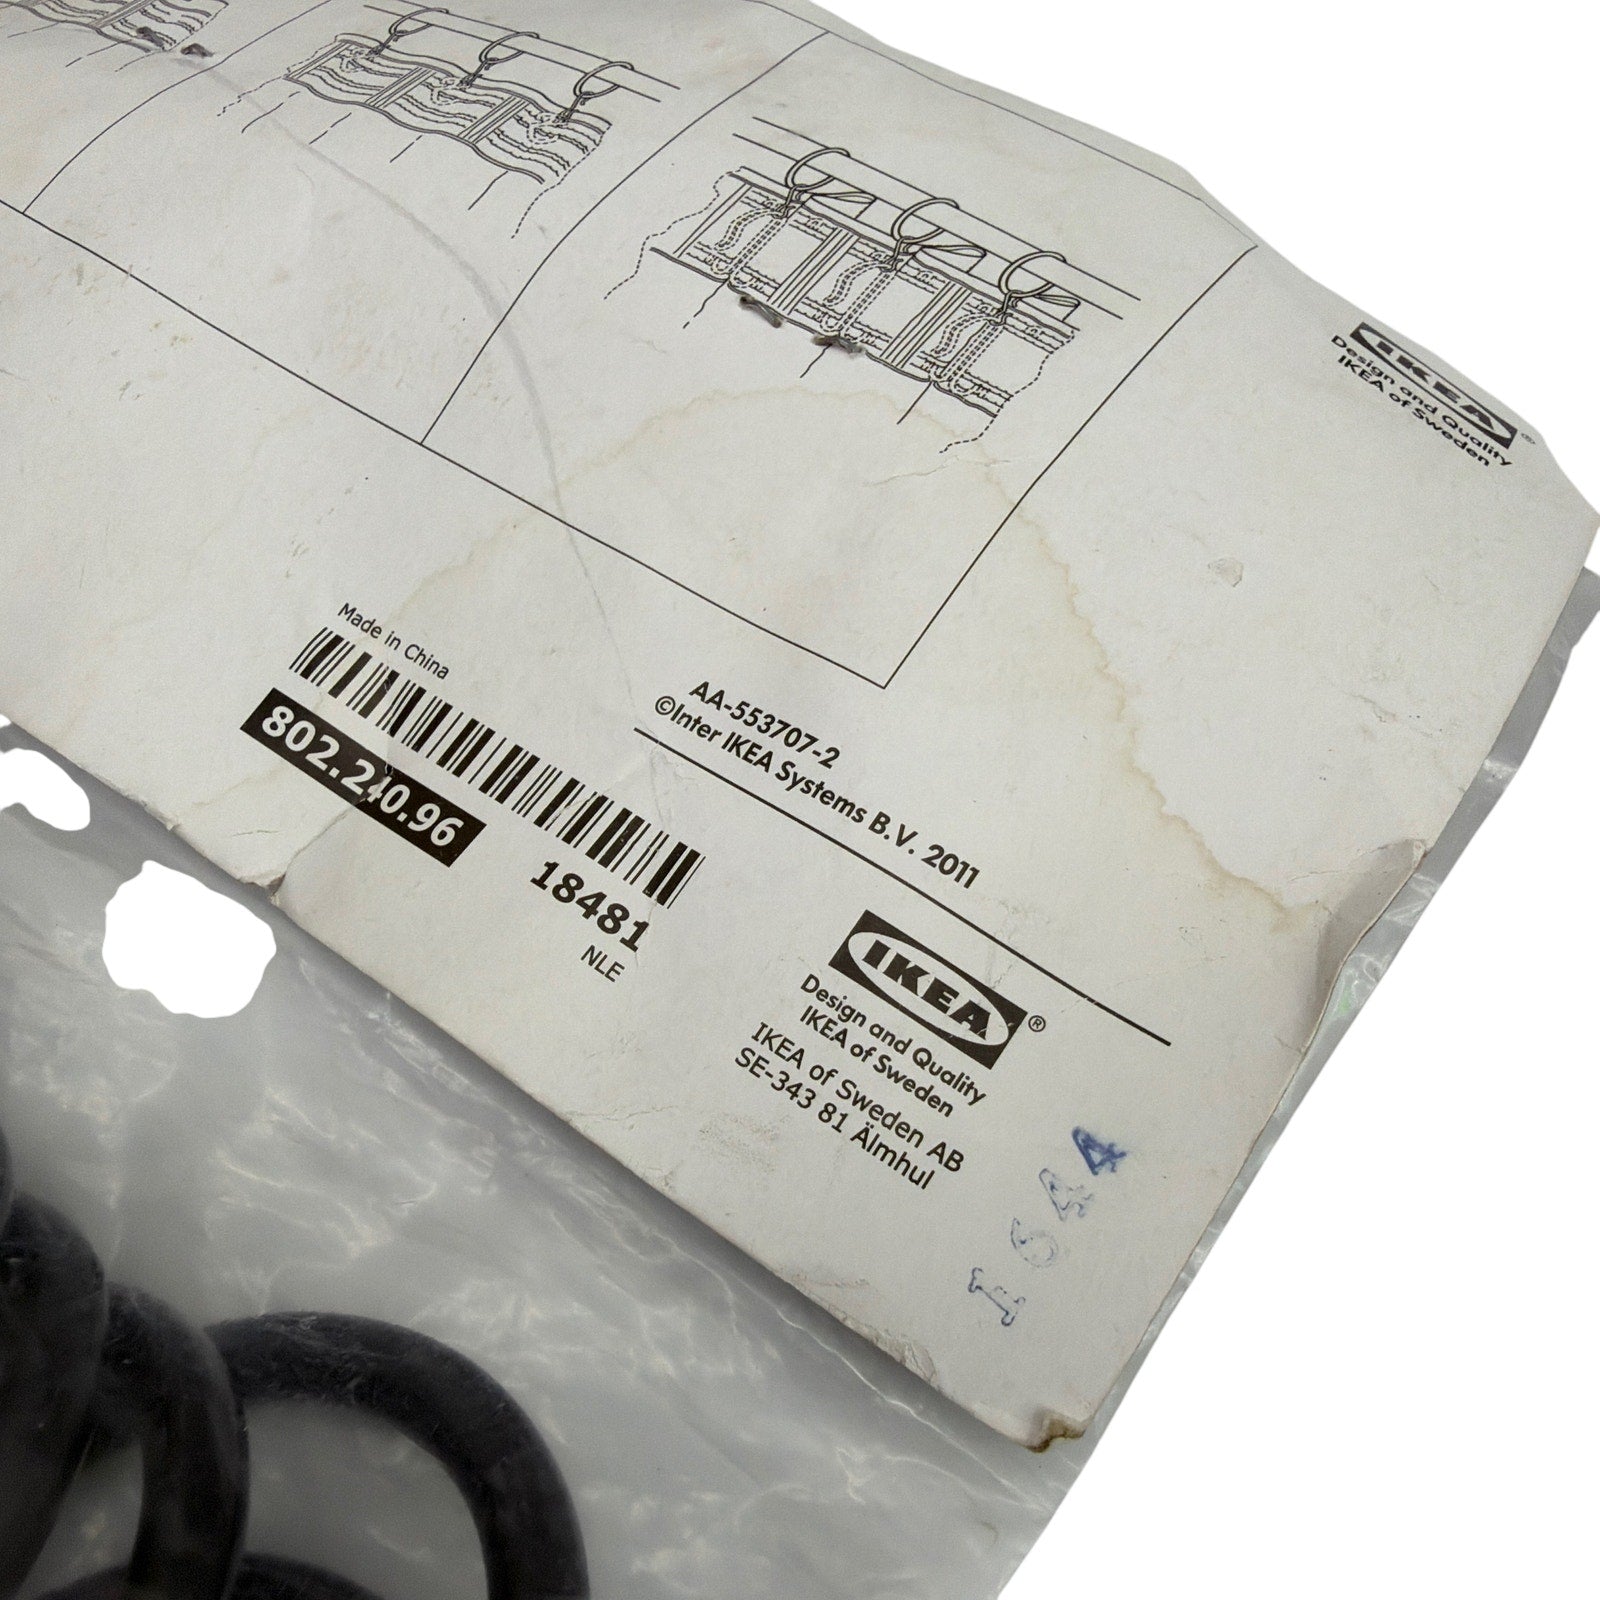 IKEA®
Design and Quality
IKEA of Sweden
Made in China
802.240.96
18481
NLE
AA-553707-2
©Inter IKEA Systems B.V. 2011
IKEA®
Design and Quality
IKEA of Sweden
IKEA of Sweden AB
SE-343 81 Älmhul
1644